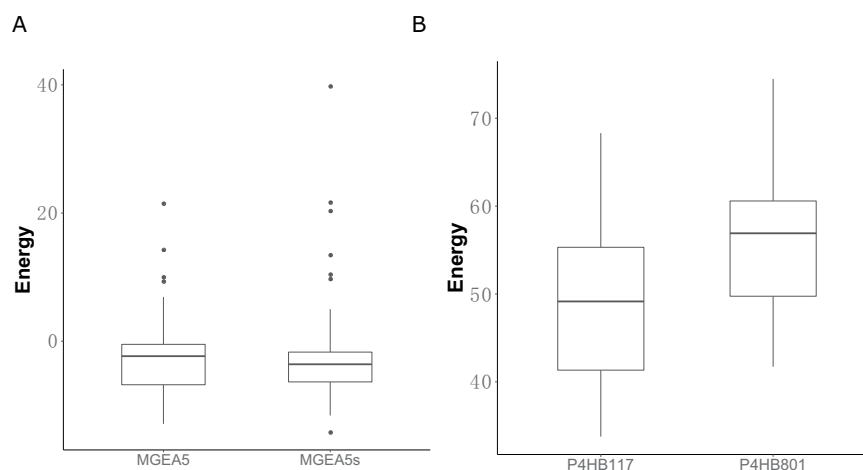 A
Energy
40
20
0
MGEA5
MGEA5s
B
Energy
70
60
50
40
P4HB117
P4HB801